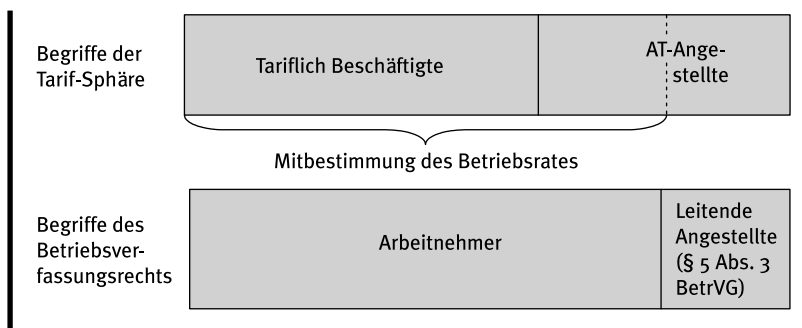 Begriffe der
Tarif-Sphäre
Tariflich Beschäftigte
AT-Ange-
stellte
Mitbestimmung des Betriebsrates
Begriffe des
Betriebsver-
fassungsrechts
Arbeitnehmer
Leitende
Angestellte
(§ 5 Abs. 3
BetrVG)